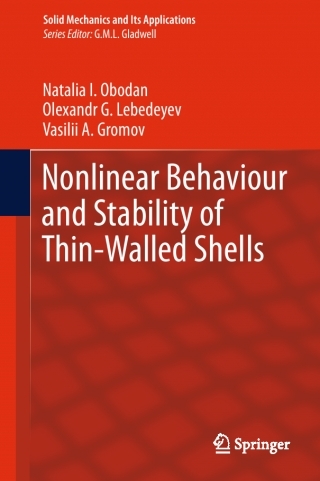 Solid Mechanics and Its Applications
Series Editor: G.M.L. Gladwell
Natalia I. Obodan
Olexandr G. Lebedeyev
Vasilii A. Gromov
Nonlinear Behaviour
and Stability of
Thin-Walled Shells
Springer